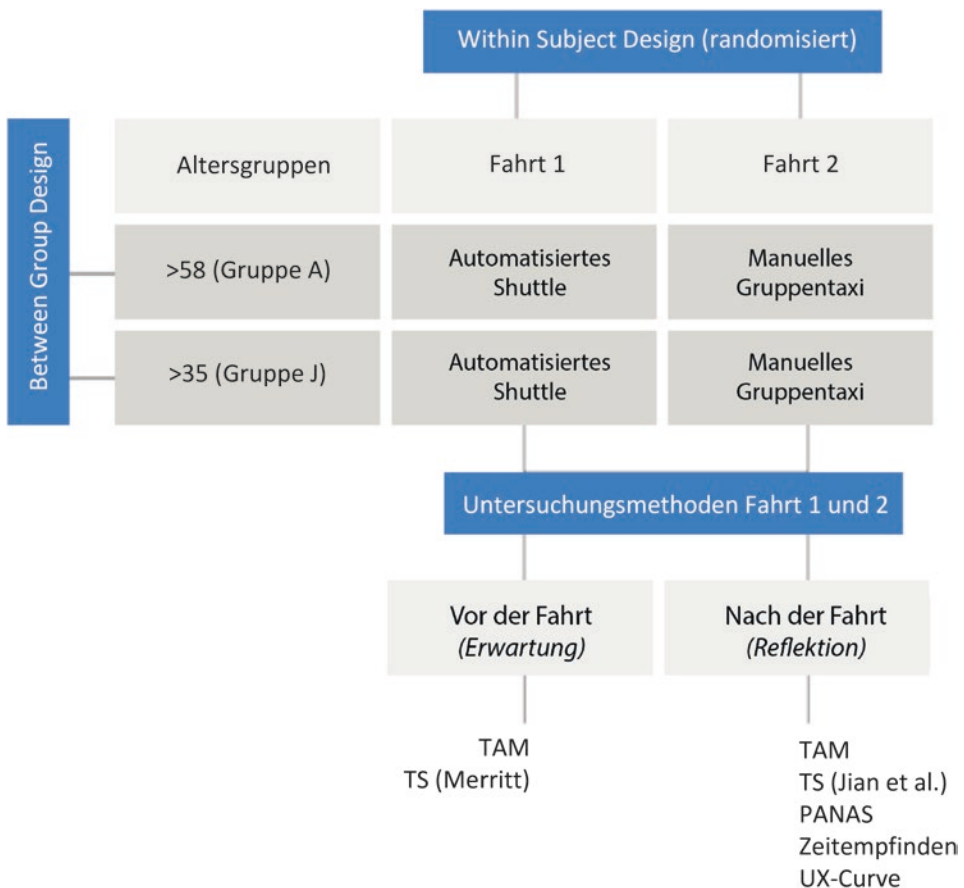 Within Subject Design (randomisiert)
Between Group Design
Altersgruppen
Fahrt 1
Fahrt 2
>58 (Gruppe A)
Automatisiertes
Shuttle
Manuelles
Gruppentaxi
>35 (Gruppe J)
Automatisiertes
Shuttle
Manuelles
Gruppentaxi
Untersuchungsmethoden Fahrt 1 und 2
Vor der Fahrt
(Erwartung)
Nach der Fahrt
(Reflektion)
TAM
TS (Merritt)
TAM
TS (Jian et al.)
PANAS
Zeitempfinden
UX-Curve